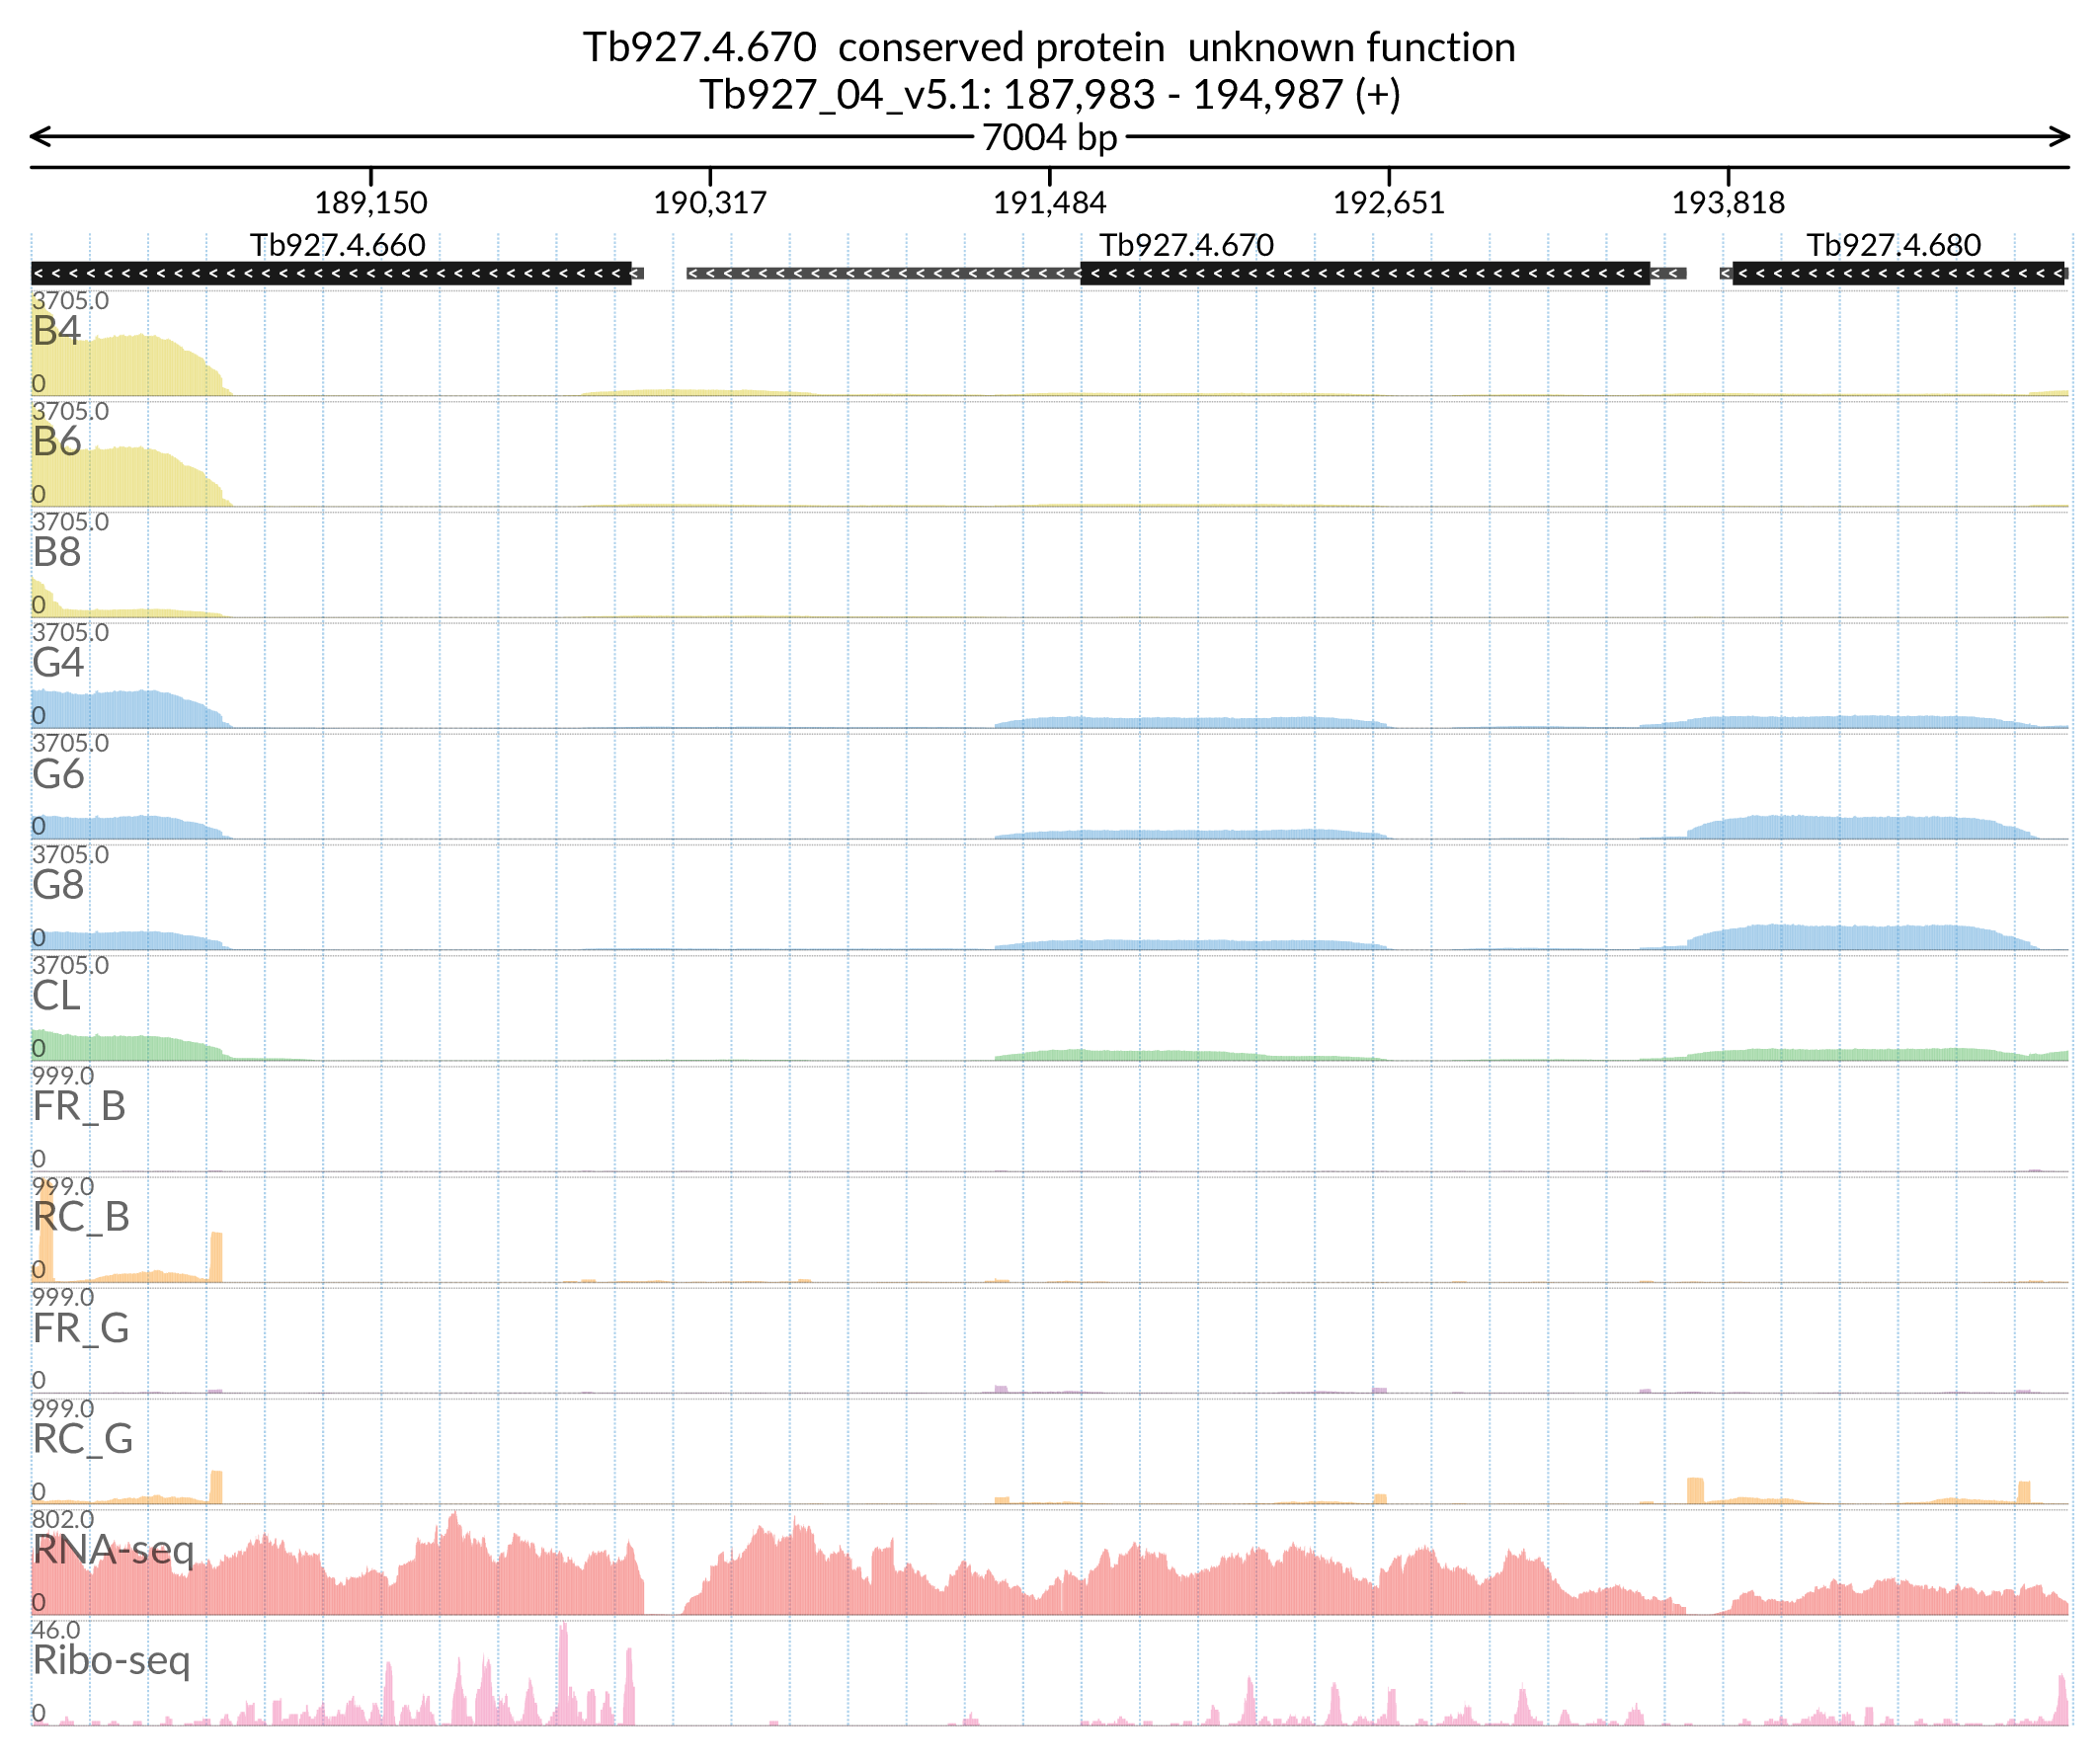 Tb927.4.670  conserved protein  unknown function
Tb927_04_v5.1: 187,983 - 194,987 (+)
7004 bp
189,150 190,317 191,484 192,651 193,818
Tb927.4.660 Tb927.4.670 Tb927.4.680
3705.0
B4
0
3705.0
B6
0
3705.0
B8
0
3705.0
G4
0
3705.0
G6
0
3705.0
G8
0
3705.0
CL
0
999.0
FR_B
0
999.0
RC_B
0
999.0
FR_G
0
999.0
RC_G
0
802.0
RNA-seq
0
46.0
Ribo-seq
0